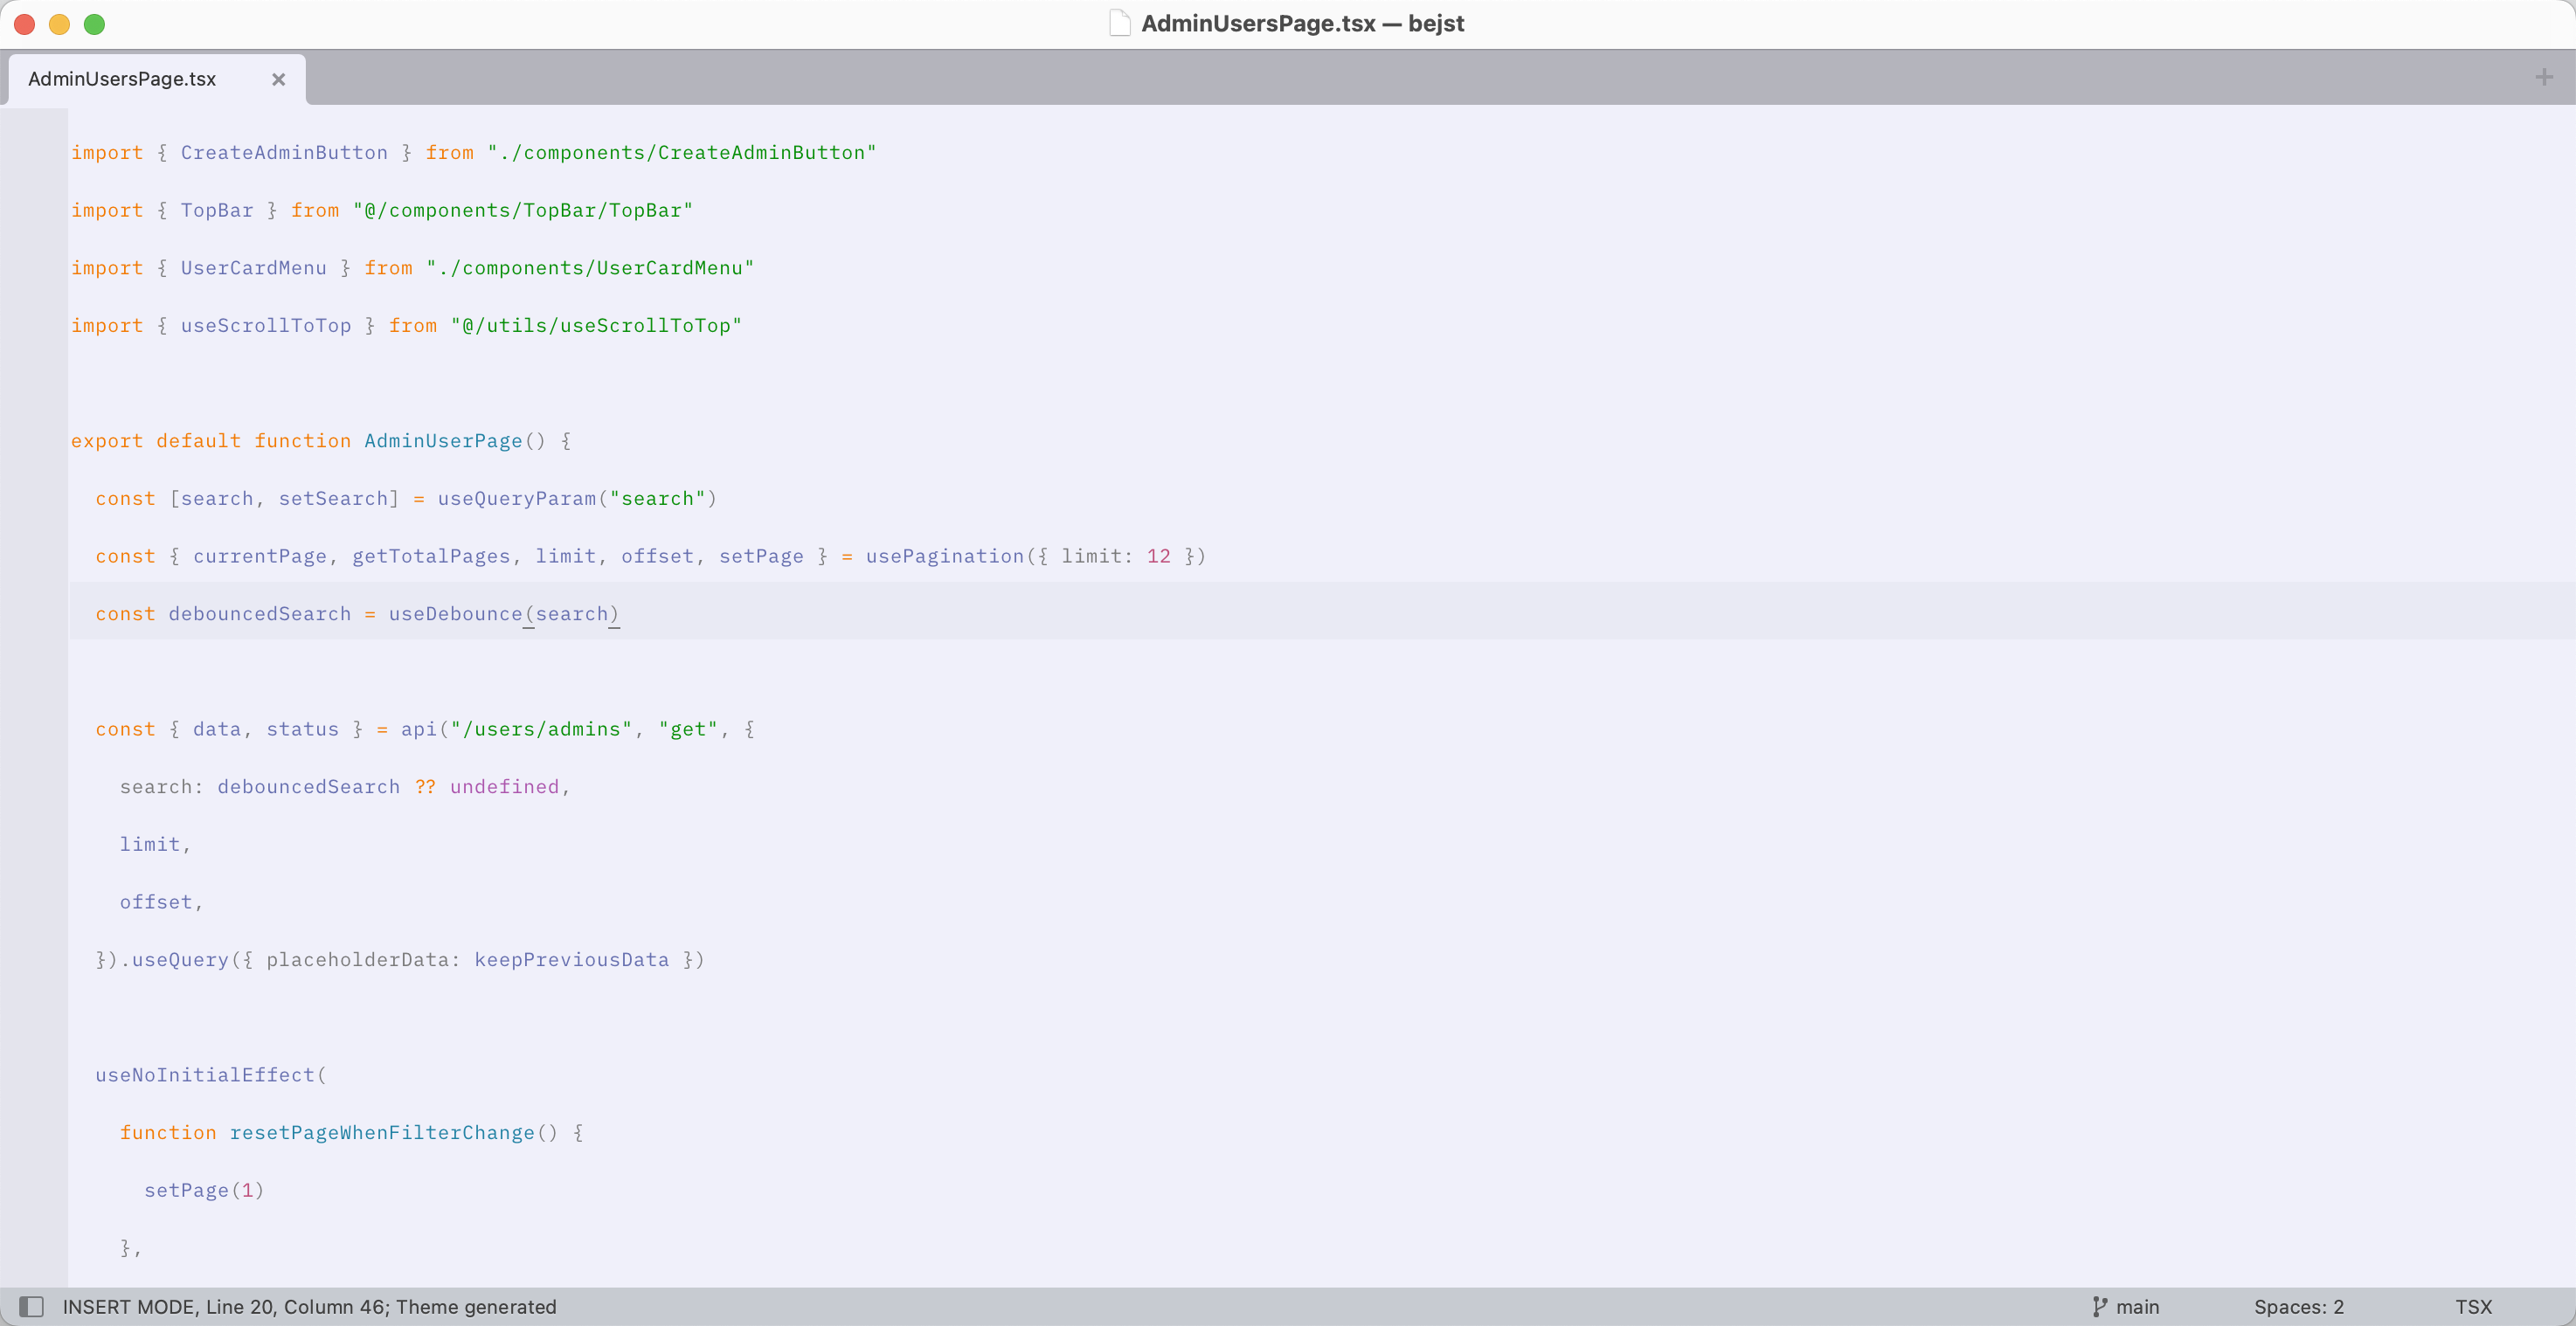 AdminUsersPage.tsx — bejst
AdminUsersPage.tsx
import { CreateAdminButton } from "./components/CreateAdminButton"
import { TopBar } from "@/components/TopBar/TopBar"
import { UserCardMenu } from "./components/UserCardMenu"
import { useScrollToTop } from "@/utils/useScrollToTop"
export default function AdminUserPage() {
  const [search, setSearch] = useQueryParam("search")
  const { currentPage, getTotalPages, limit, offset, setPage } = usePagination({ limit: 12 })
  const debouncedSearch = useDebounce(search)
  const { data, status } = api("/users/admins", "get", {
    search: debouncedSearch ?? undefined,
    limit,
    offset,
  }).useQuery({ placeholderData: keepPreviousData })
  useNoInitialEffect(
    function resetPageWhenFilterChange() {
      setPage(1)
    },
INSERT MODE, Line 20, Column 46; Theme generated
main
Spaces: 2
TSX